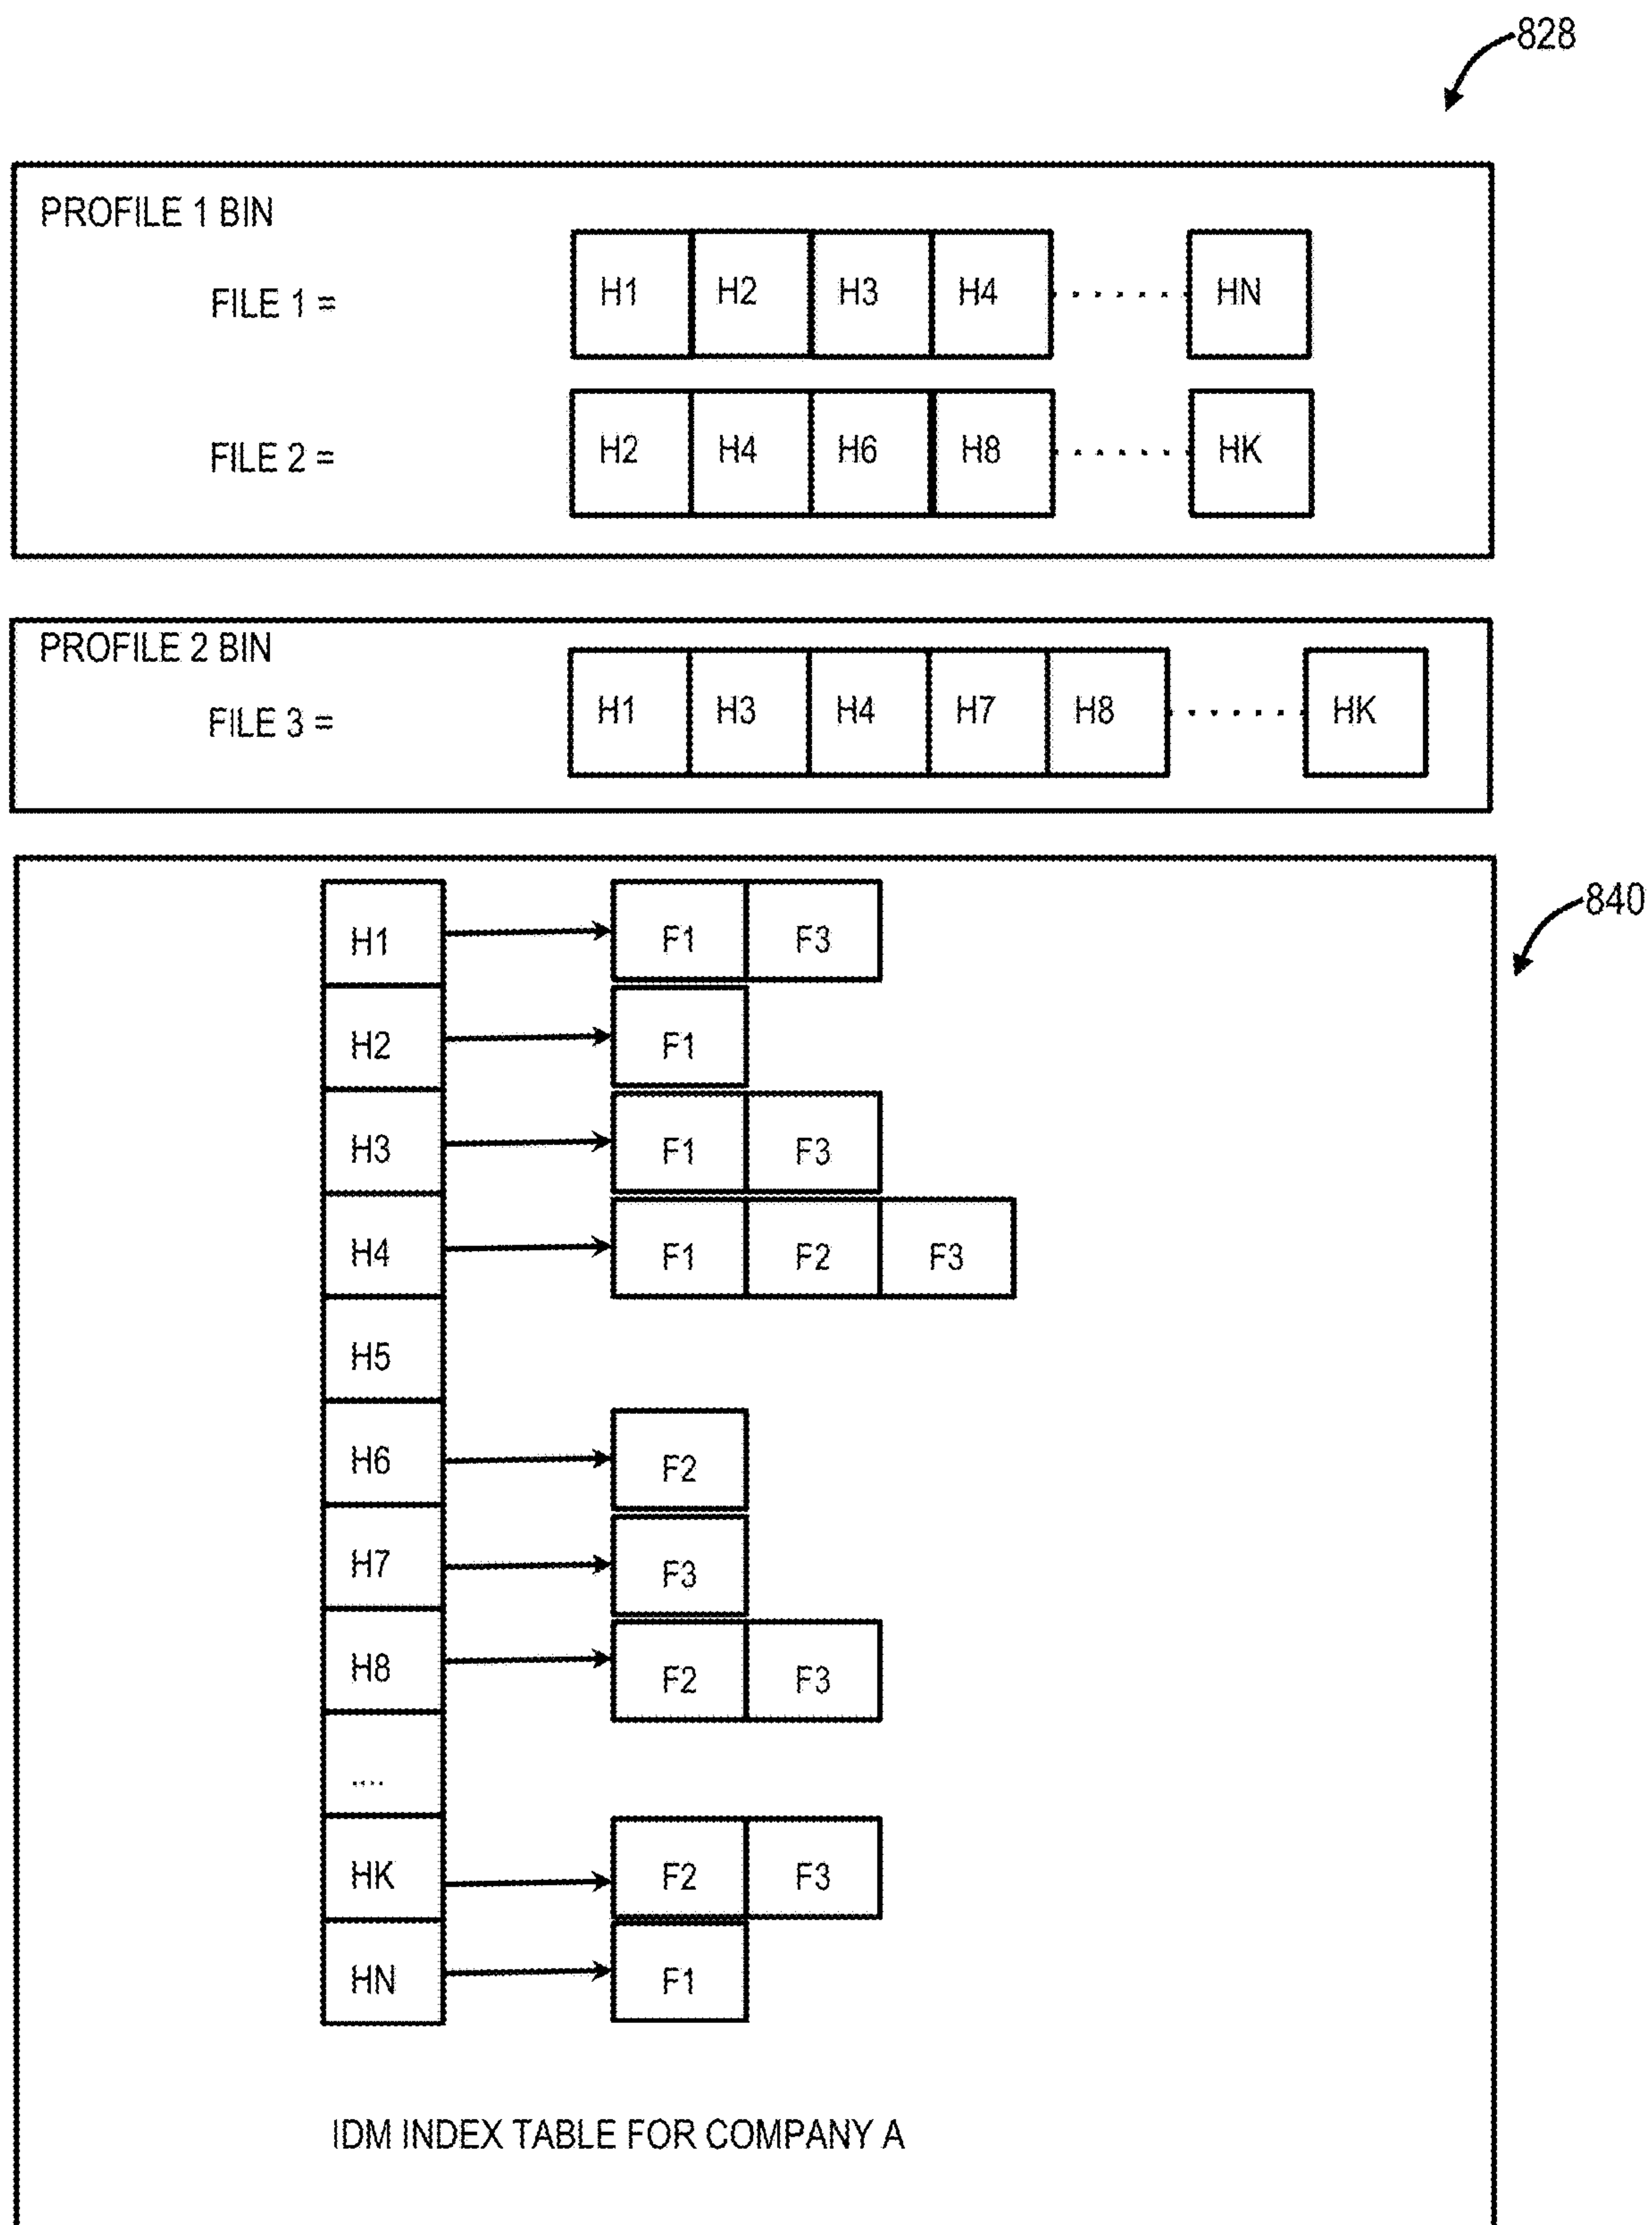 828
PROFILE 1 BIN
FILE 1 = H1 H2 H3 H4 ...... HN
FILE 2 = H2 H4 H6 H8 ...... HK
PROFILE 2 BIN
FILE 3 = H1 H3 H4 H7 H8 ...... HK
840
H1 F1 F3
H2 F1
H3 F1 F3
H4 F1 F2 F3
H5
H6 F2
H7 F3
H8 F2 F3
....
HK F2 F3
HN F1
IDM INDEX TABLE FOR COMPANY A